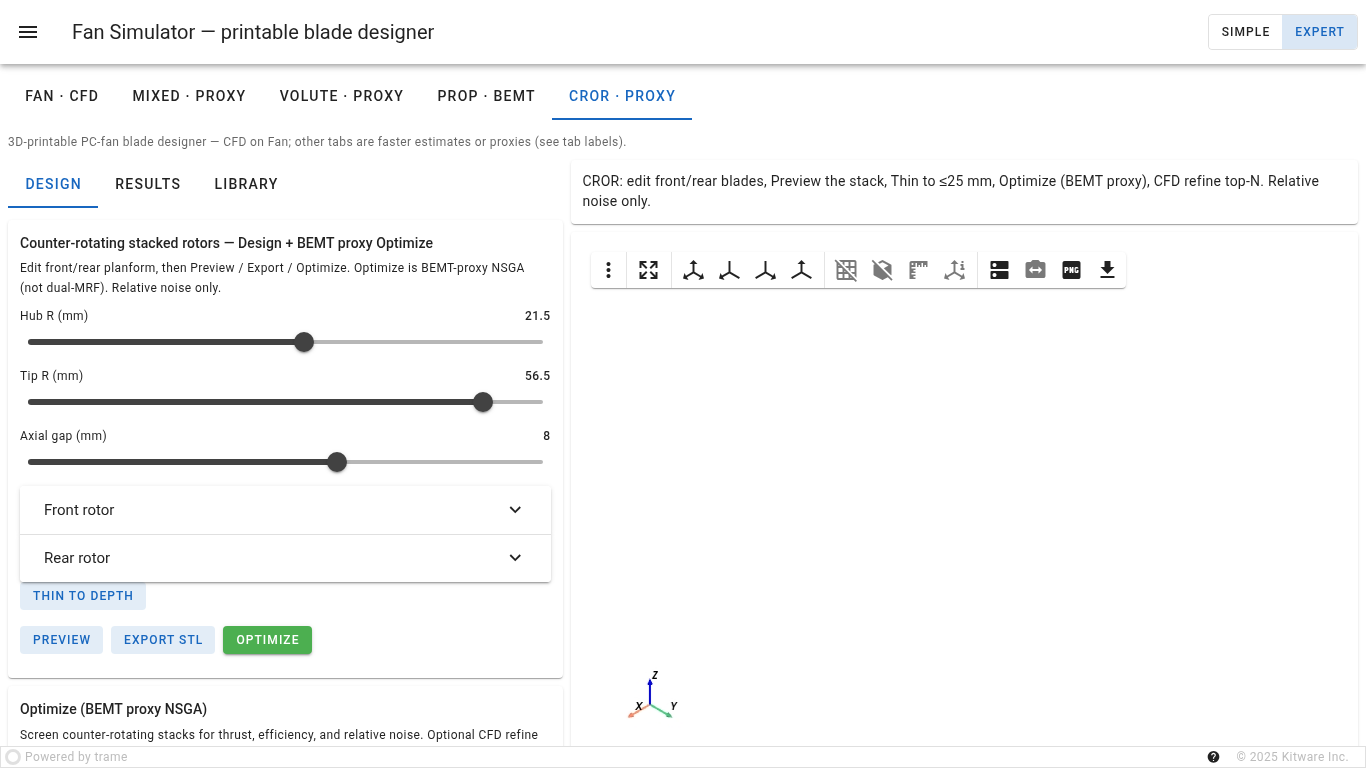 Fan Simulator — printable blade designer
SIMPLE
EXPERT
FAN · CFD
MIXED · PROXY
VOLUTE · PROXY
PROP · BEMT
CROR · PROXY
3D-printable PC-fan blade designer — CFD on Fan; other tabs are faster estimates or proxies (see tab labels).
DESIGN
RESULTS
LIBRARY
Counter-rotating stacked rotors — Design + BEMT proxy Optimize
Edit front/rear planform, then Preview / Export / Optimize. Optimize is BEMT-proxy NSGA
(not dual-MRF). Relative noise only.
Hub R (mm)
21.5
Tip R (mm)
56.5
Axial gap (mm)
8
Front rotor
Rear rotor
THIN TO DEPTH
PREVIEW
EXPORT STL
OPTIMIZE
Optimize (BEMT proxy NSGA)
Screen counter-rotating stacks for thrust, efficiency, and relative noise. Optional CFD refine
CROR: edit front/rear blades, Preview the stack, Thin to ≤25 mm, Optimize (BEMT proxy), CFD refine top-N. Relative
noise only.
PNG
Z
X
Y
Powered by trame
© 2025 Kitware Inc.